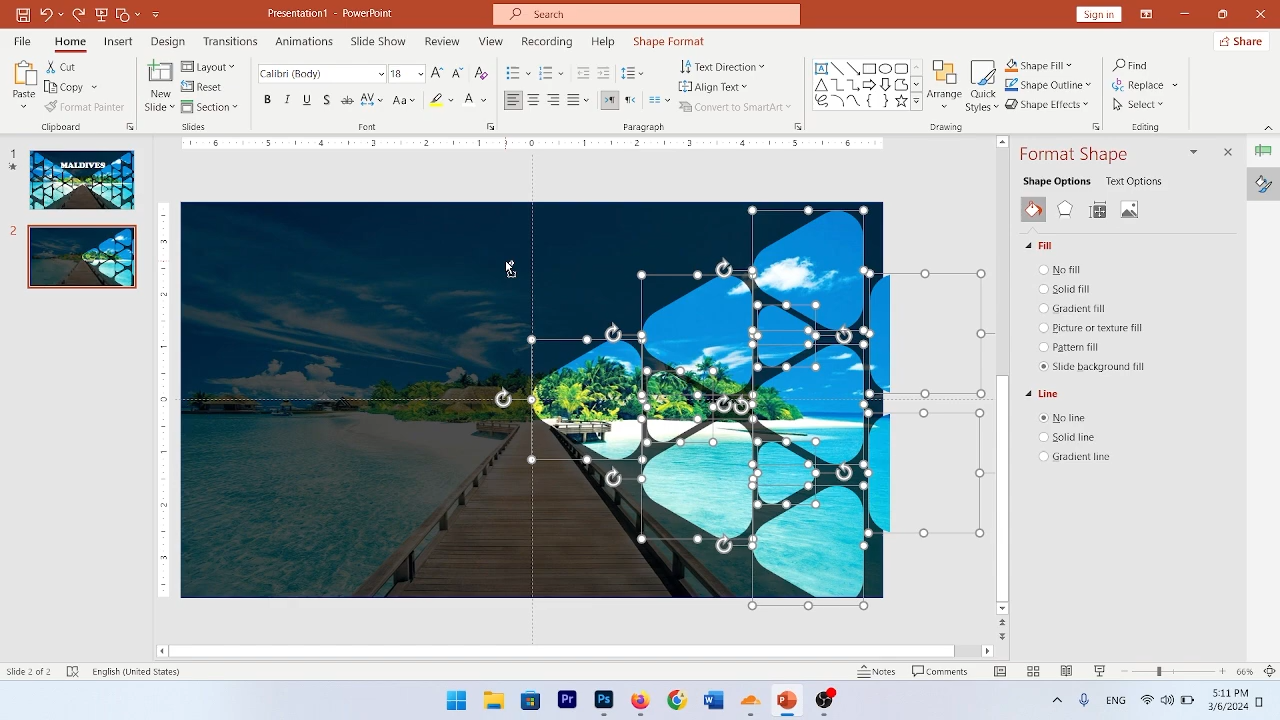 Presentation1 - PowerPoint
Search
Sign in
File Home Insert Design Transitions Animations Slide Show Review View Recording Help Shape Format
Share
Paste
Cut
Copy
Format Painter
Clipboard
New
Slide
Layout
Reset
Section
Slides
Calibri (Body) 18
Font
Text Direction
Align Text
Convert to SmartArt
Paragraph
Arrange
Quick
Styles
Shape Fill
Shape Outline
Shape Effects
Drawing
Find
Replace
Select
Editing
1
MALDIVES
2
Format Shape
Shape Options Text Options
Fill
No fill
Solid fill
Gradient fill
Picture or texture fill
Pattern fill
Slide background fill
Line
No line
Solid line
Gradient line
Slide 2 of 2
English (United States)
Notes
Comments
66%
ENG
5:11 PM
3/6/2024